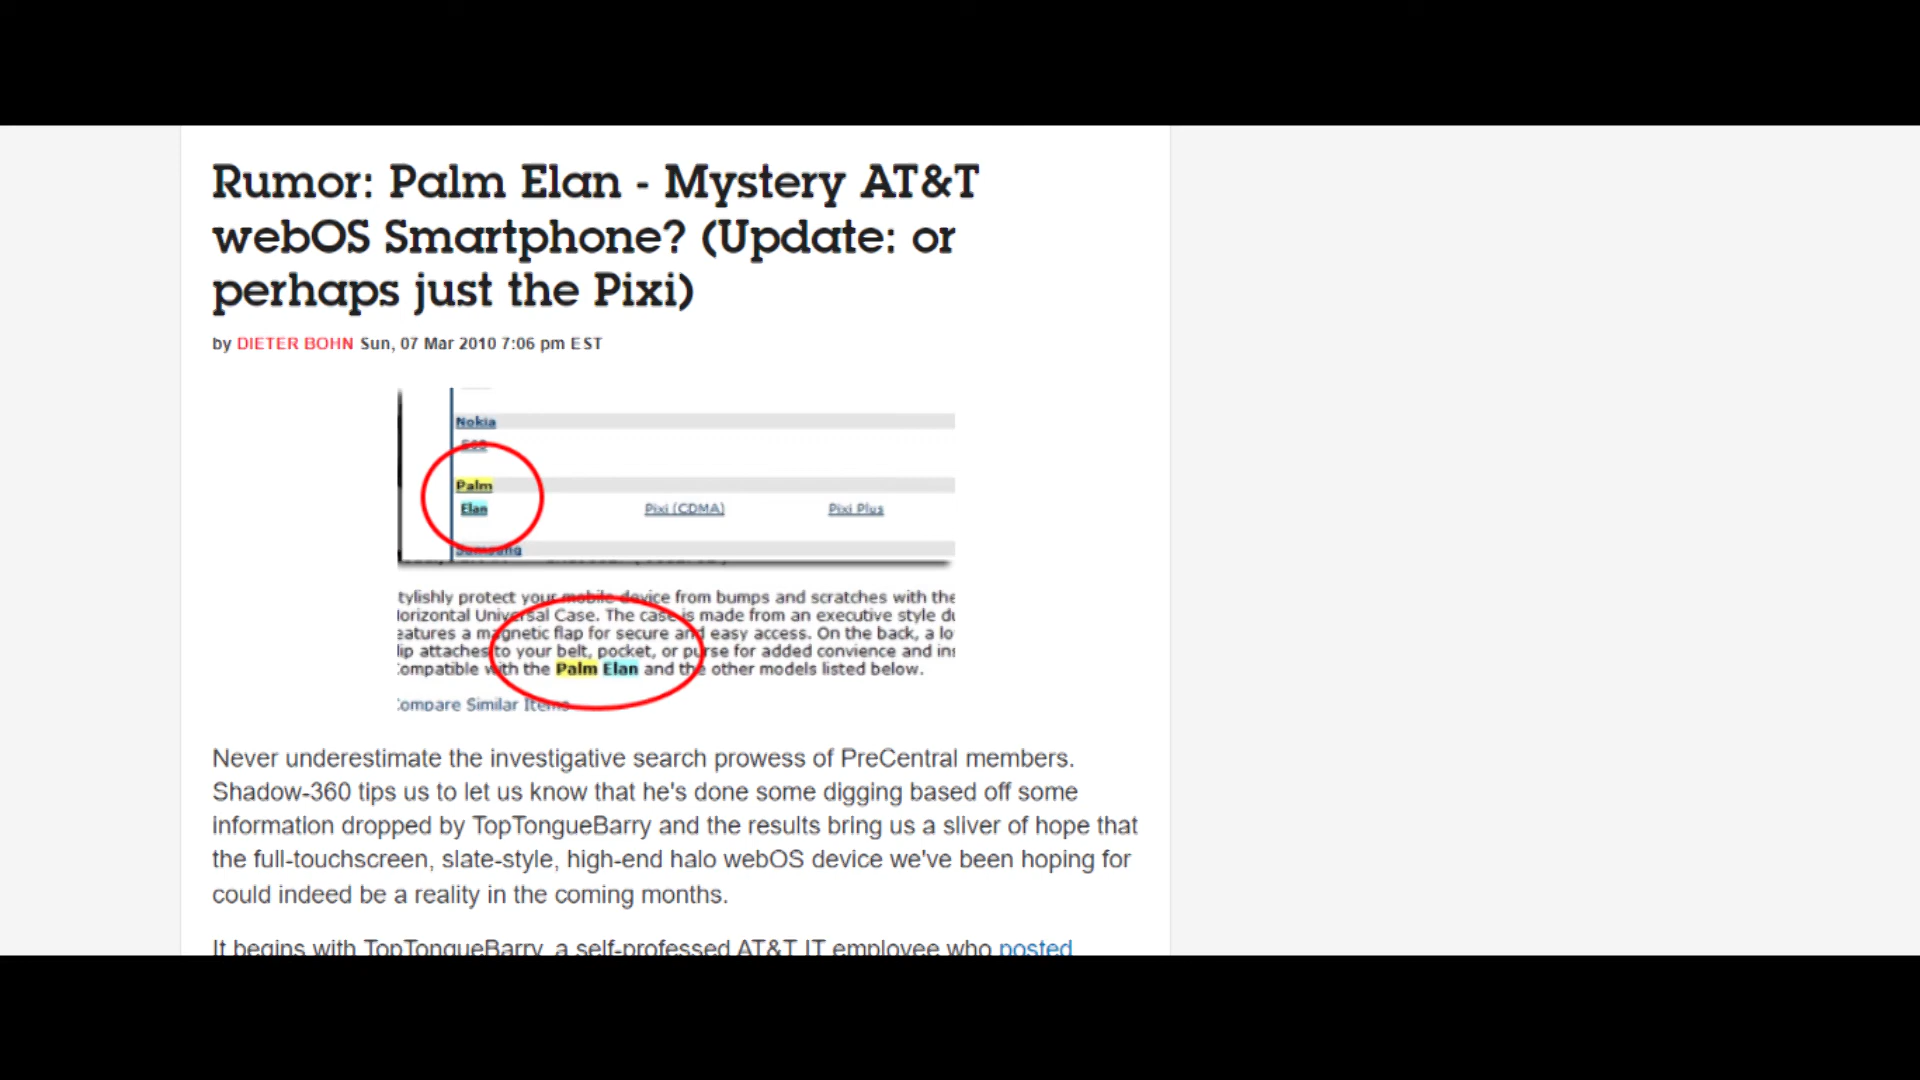 Rumor: Palm Elan - Mystery AT&T
webOS Smartphone? (Update: or
perhaps just the Pixi)
by DIETER BOHN Sun, 07 Mar 2010 7:06 pm EST
Nokia
Palm
Elan Pixi (CDMA) Pixi Plus
Samsung
tylishly protect your mobile device from bumps and scratches with the
Horizontal Universal Case. The case is made from an executive style du
eatures a magnetic flap for secure and easy access. On the back, a lo
lip attaches to your belt, pocket, or purse for added convience and in
Compatible with the Palm Elan and the other models listed below.
Compare Similar Items
Never underestimate the investigative search prowess of PreCentral members.
Shadow-360 tips us to let us know that he's done some digging based off some
information dropped by TopTongueBarry and the results bring us a sliver of hope that
the full-touchscreen, slate-style, high-end halo webOS device we've been hoping for
could indeed be a reality in the coming months.
It begins with TopTongueBarry, a self-professed AT&T IT employee who posted